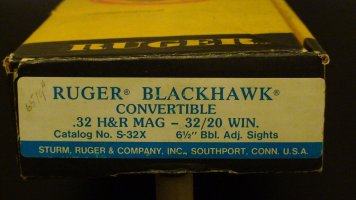 RUGER
RUGER® BLACKHAWK®
CONVERTIBLE
.32 H&R MAG – 32/20 WIN.
Catalog No. S-32X 6½" Bbl. Adj. Sights
STURM, RUGER & COMPANY, INC., SOUTHPORT, CONN. U.S.A.